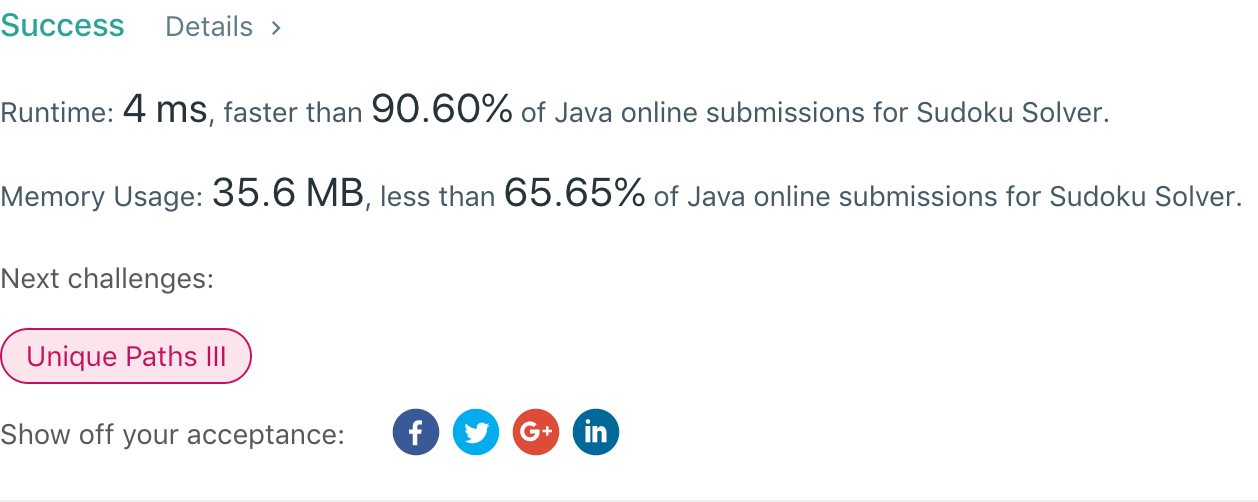 Success Details >
Runtime: 4 ms, faster than 90.60% of Java online submissions for Sudoku Solver.
Memory Usage: 35.6 MB, less than 65.65% of Java online submissions for Sudoku Solver.
Next challenges:
Unique Paths III
Show off your acceptance: f G+ in